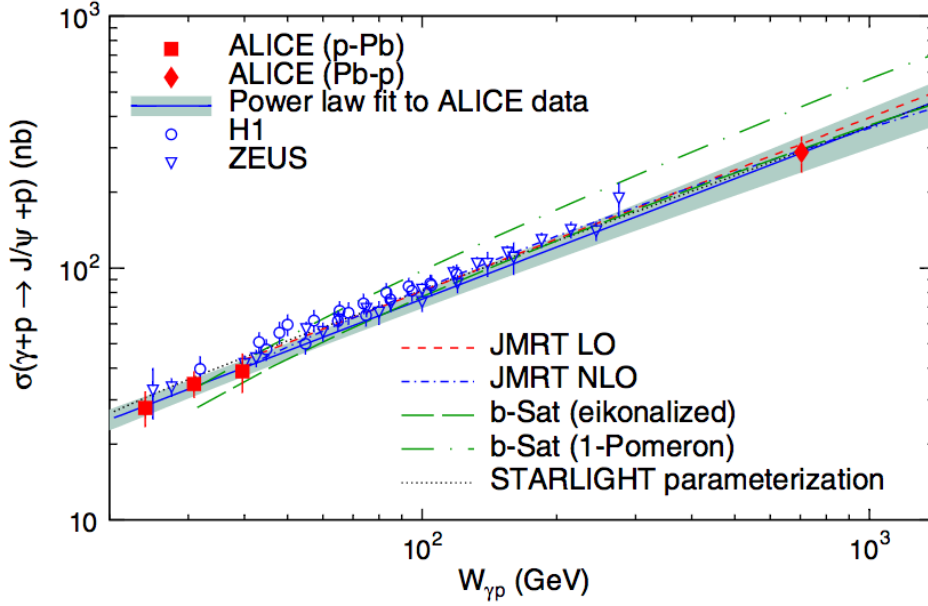 10³
ALICE (p-Pb)
ALICE (Pb-p)
Power law fit to ALICE data
H1
ZEUS
σ(γ+p → J/ψ +p) (nb)
10²
JMRT LO
JMRT NLO
b-Sat (eikonalized)
b-Sat (1-Pomeron)
STARLIGHT parameterization
10
10² 10³
Wγp (GeV)